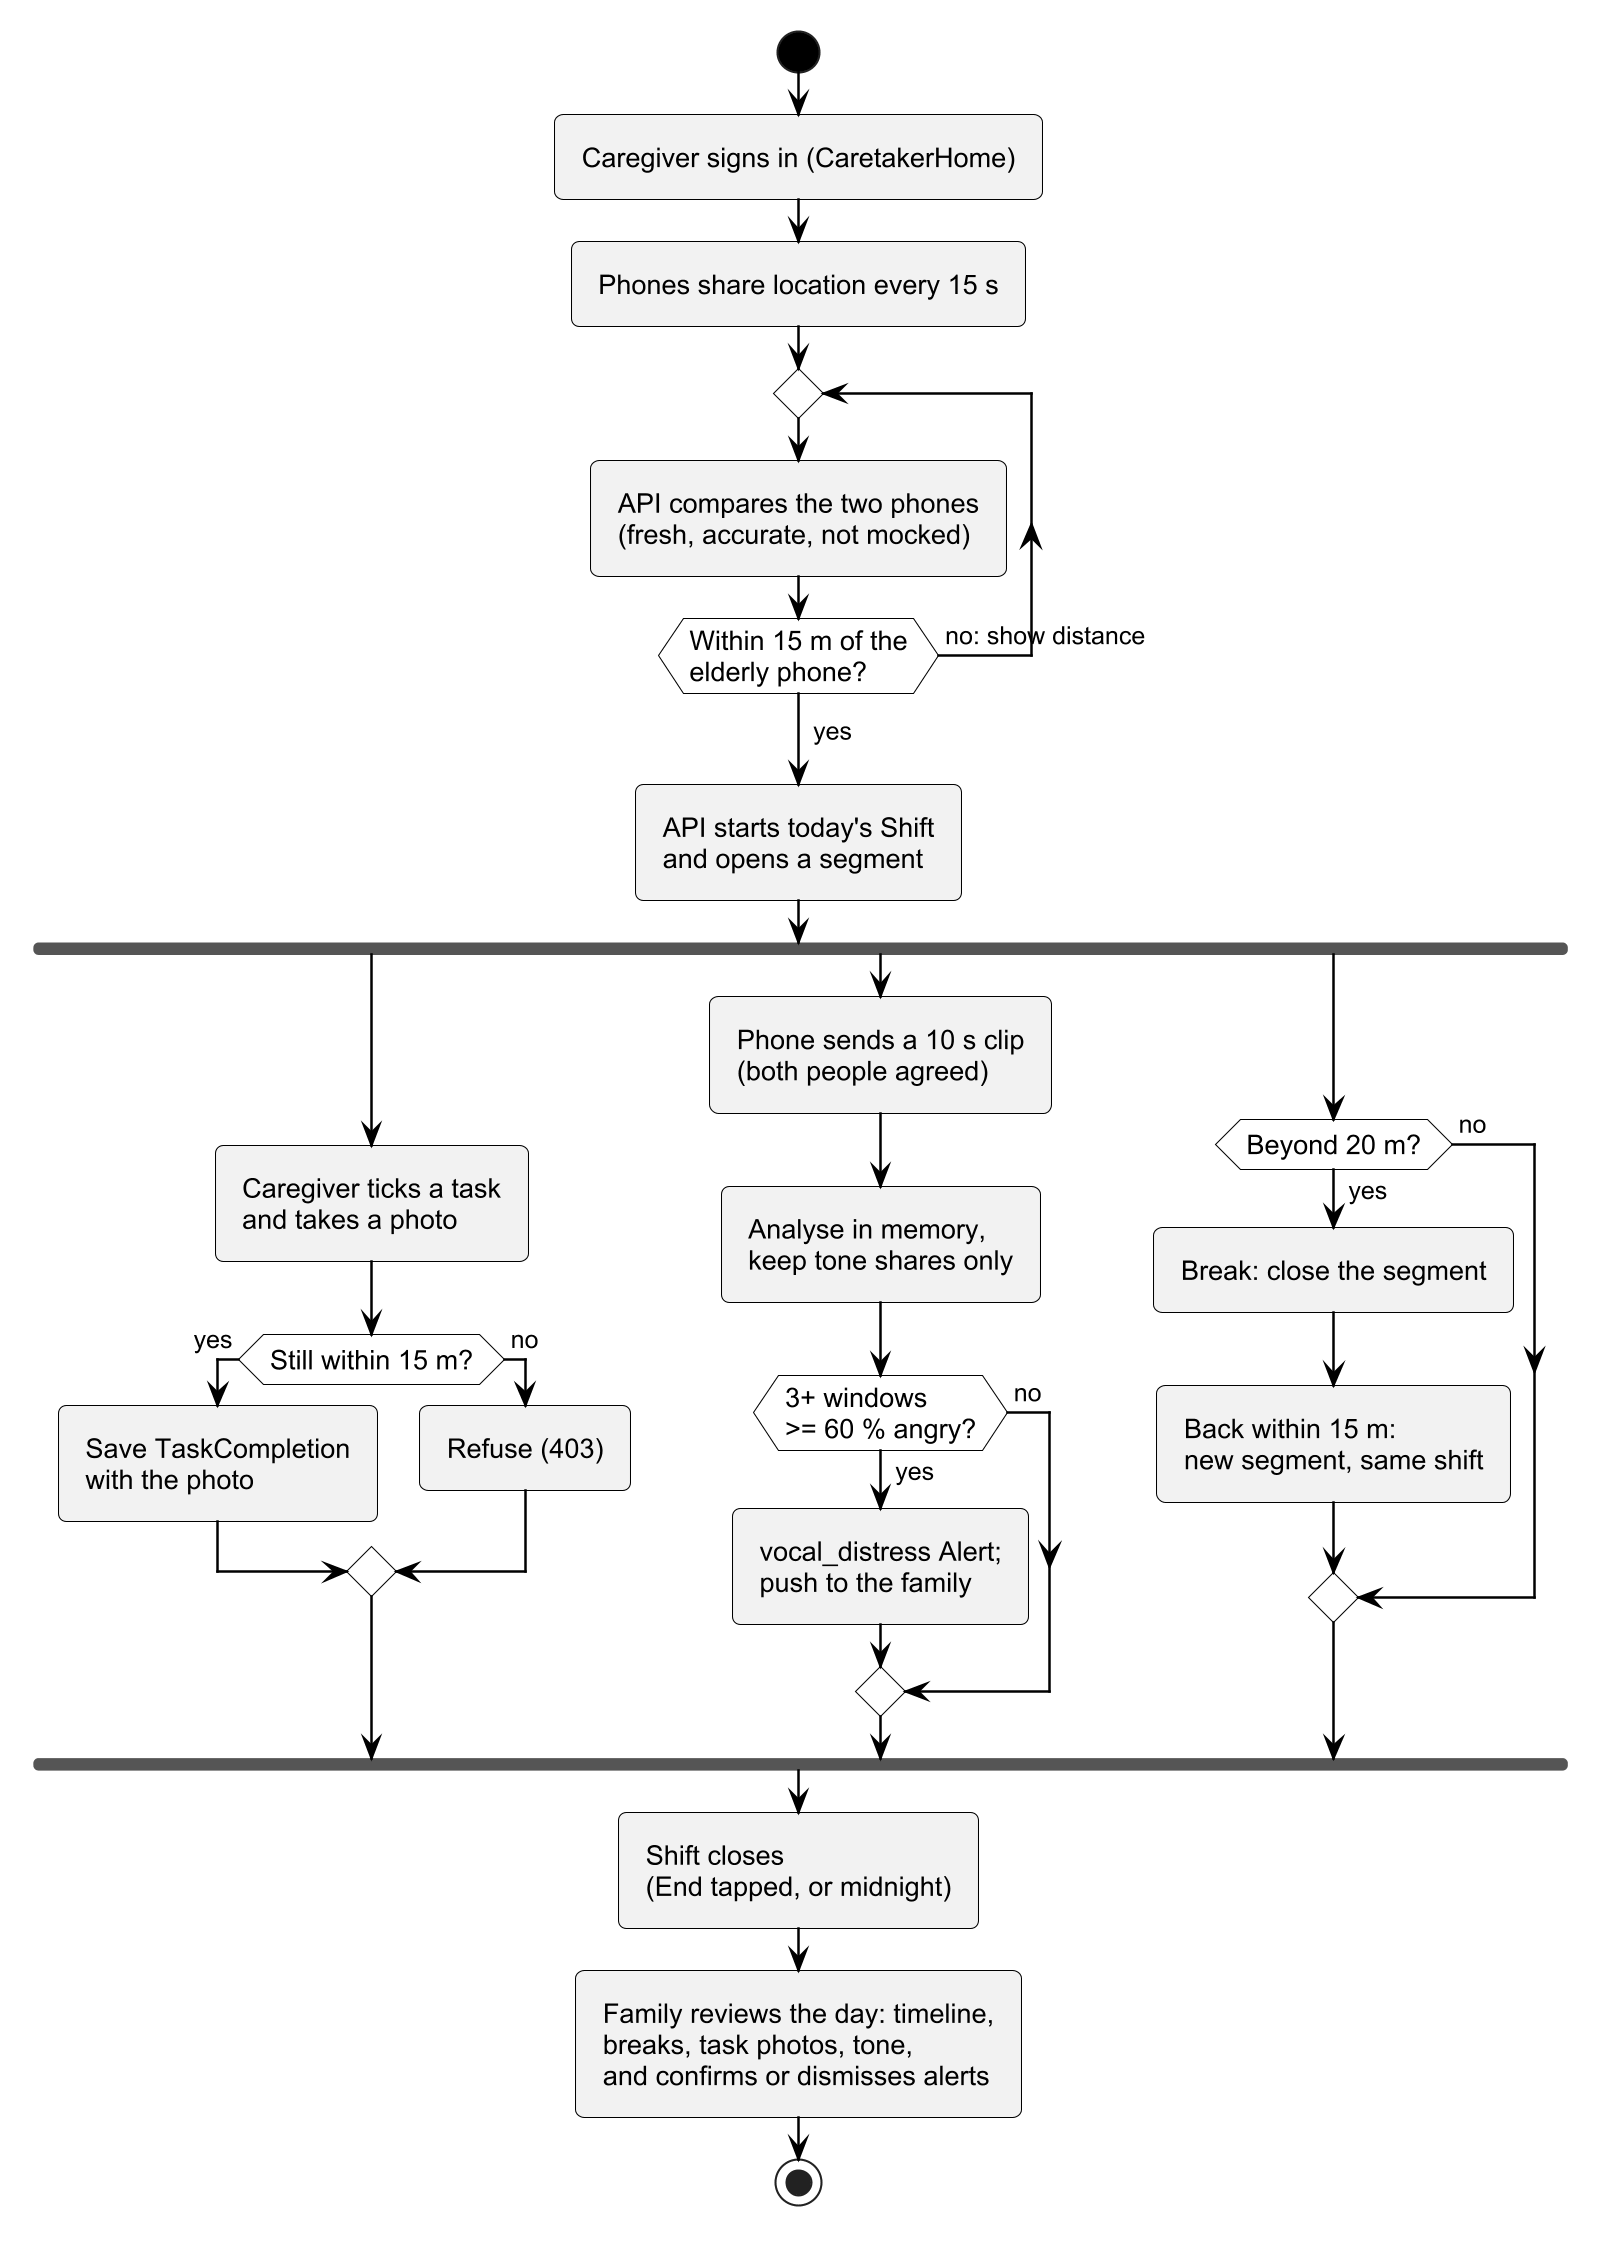 Caregiver signs in (CaretakerHome)
Phones share location every 15 s
API compares the two phones
(fresh, accurate, not mocked)
Within 15 m of the
elderly phone?
no: show distance
yes
API starts today's Shift
and opens a segment
Caregiver ticks a task
and takes a photo
Still within 15 m?
yes
no
Save TaskCompletion
with the photo
Refuse (403)
Phone sends a 10 s clip
(both people agreed)
Analyse in memory,
keep tone shares only
3+ windows
>= 60 % angry?
no
yes
vocal_distress Alert;
push to the family
Beyond 20 m?
no
yes
Break: close the segment
Back within 15 m:
new segment, same shift
Shift closes
(End tapped, or midnight)
Family reviews the day: timeline,
breaks, task photos, tone,
and confirms or dismisses alerts